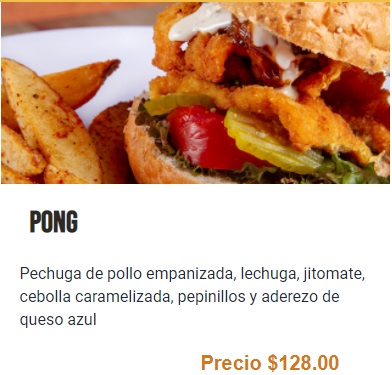 PONG
Pechuga de pollo empanizada, lechuga, jitomate,
cebolla caramelizada, pepinillos y aderezo de
queso azul
Precio $128.00